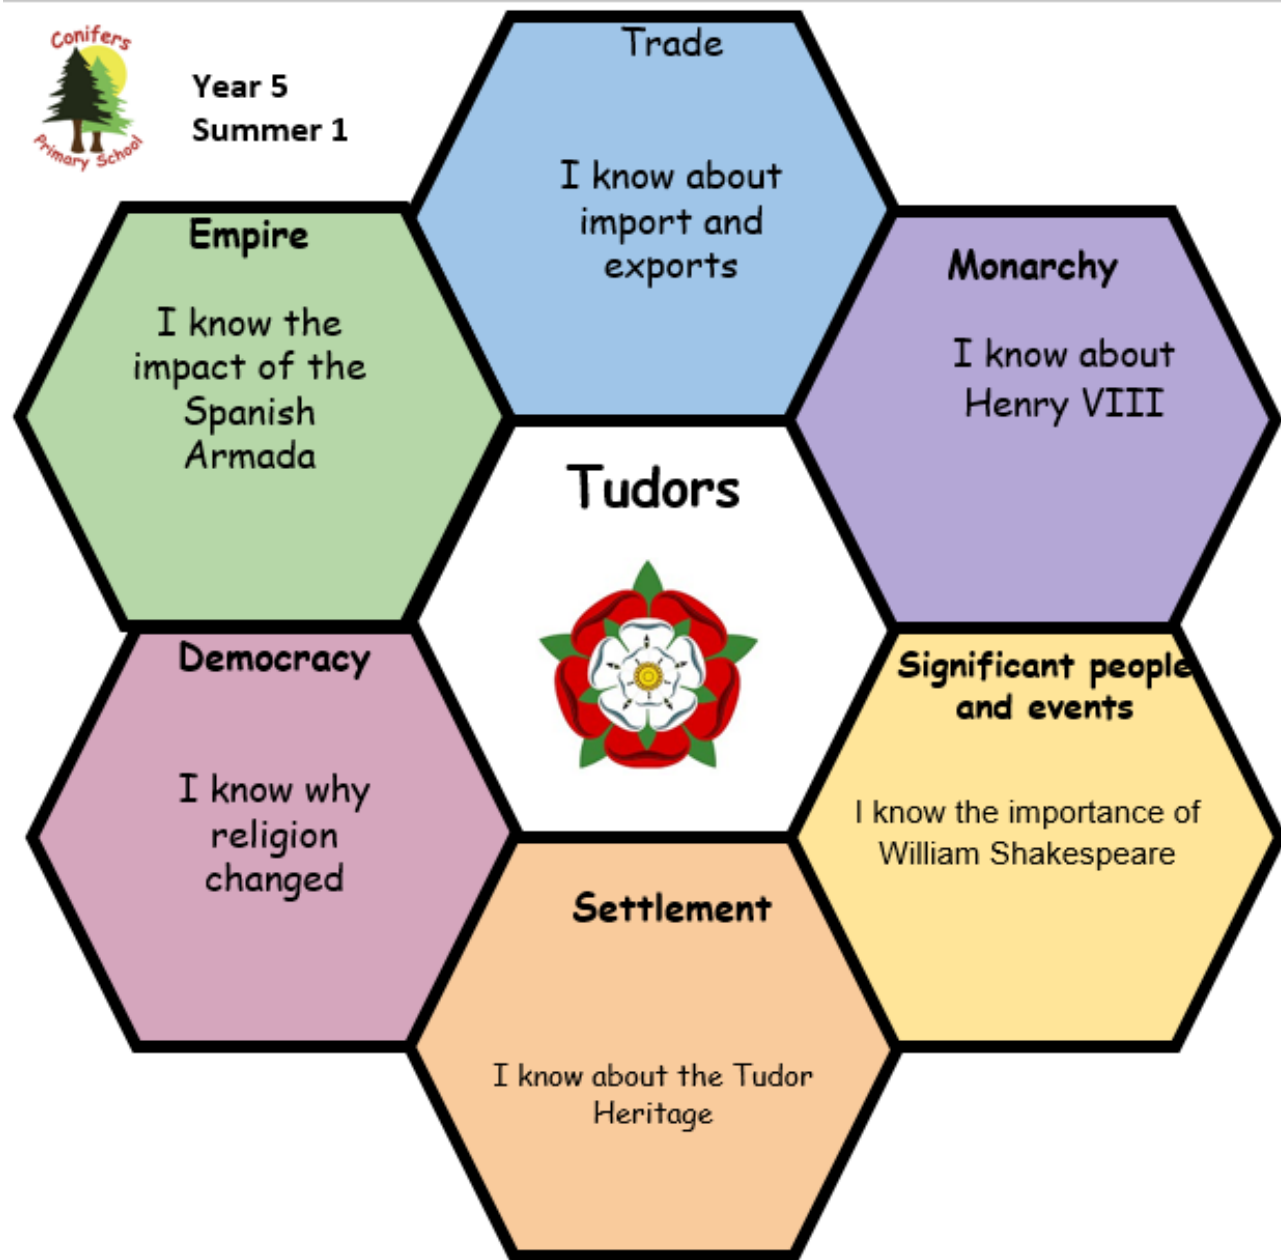 Conifers
Primary School
Year 5
Summer 1
Trade
I know about
import and
exports
Empire
I know the
impact of the
Spanish
Armada
Monarchy
I know about
Henry VIII
Tudors
Democracy
I know why
religion
changed
Significant people
and events
I know the importance of
William Shakespeare
Settlement
I know about the Tudor
Heritage